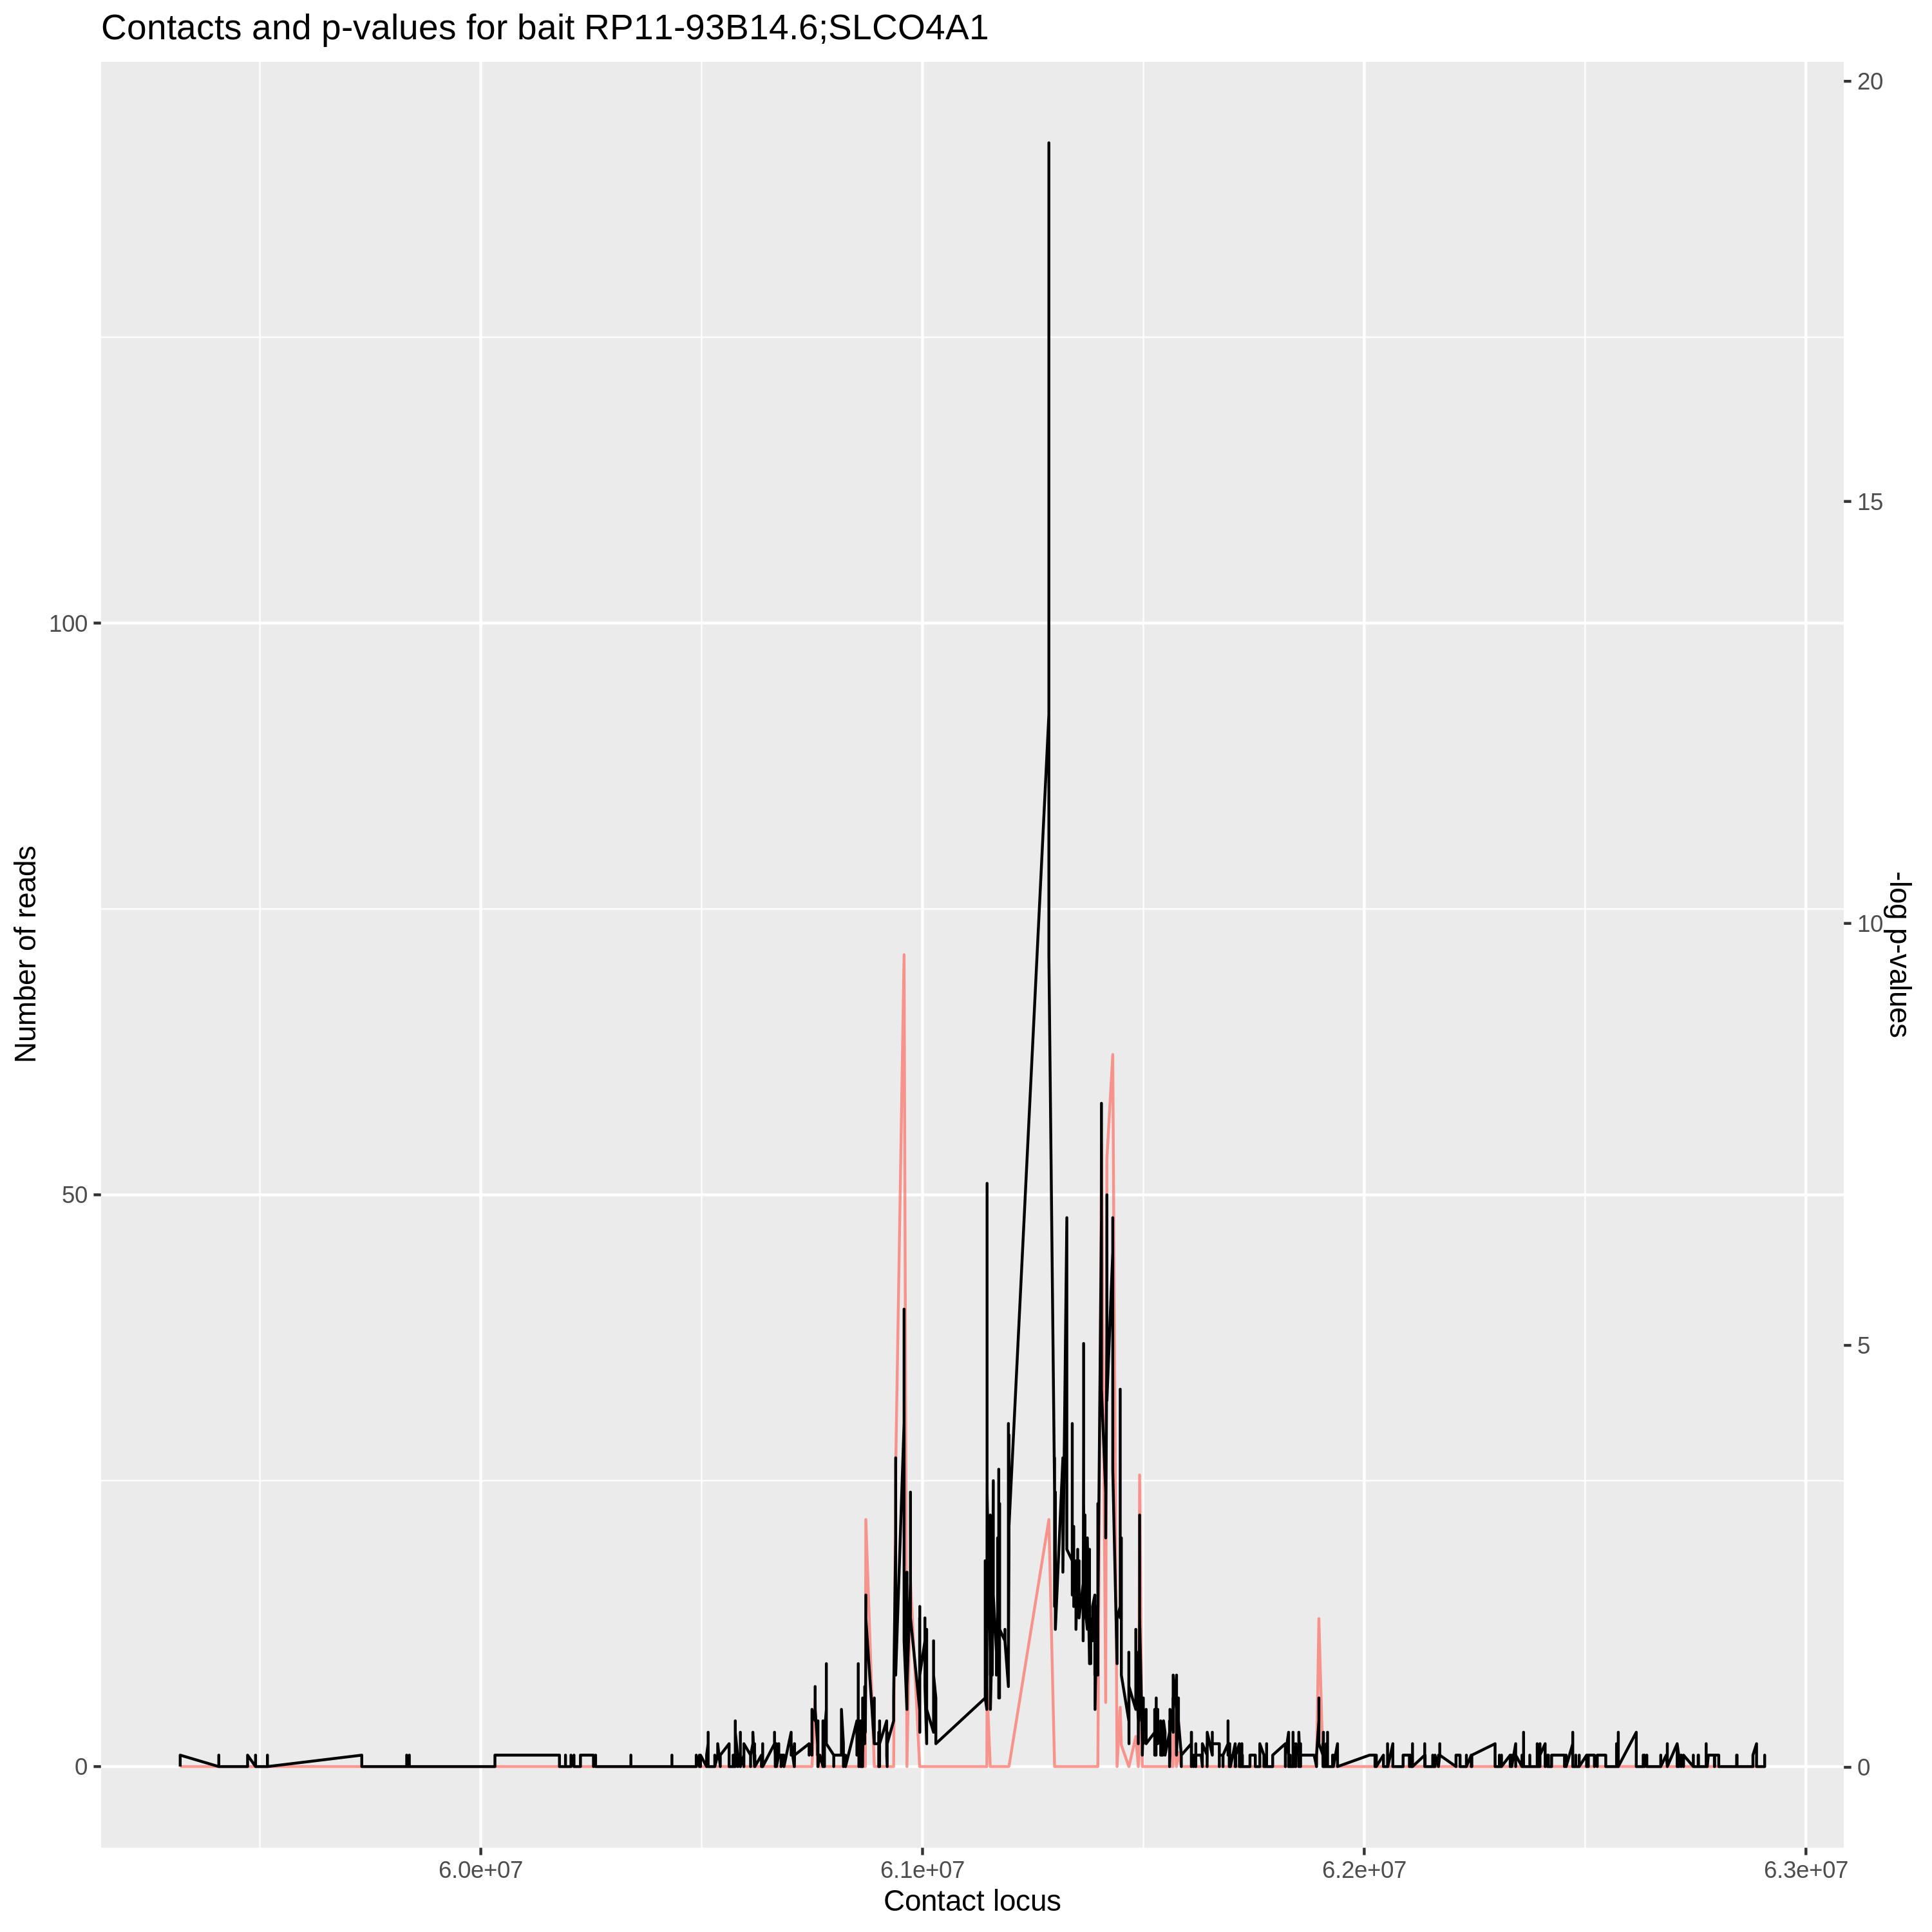 Contacts and p-values for bait RP11-93B14.6;SLCO4A1
20
15
100
10
Number of reads
-log p-values
50
5
0
0
6.0e+07
6.1e+07
6.2e+07
6.3e+07
Contact locus